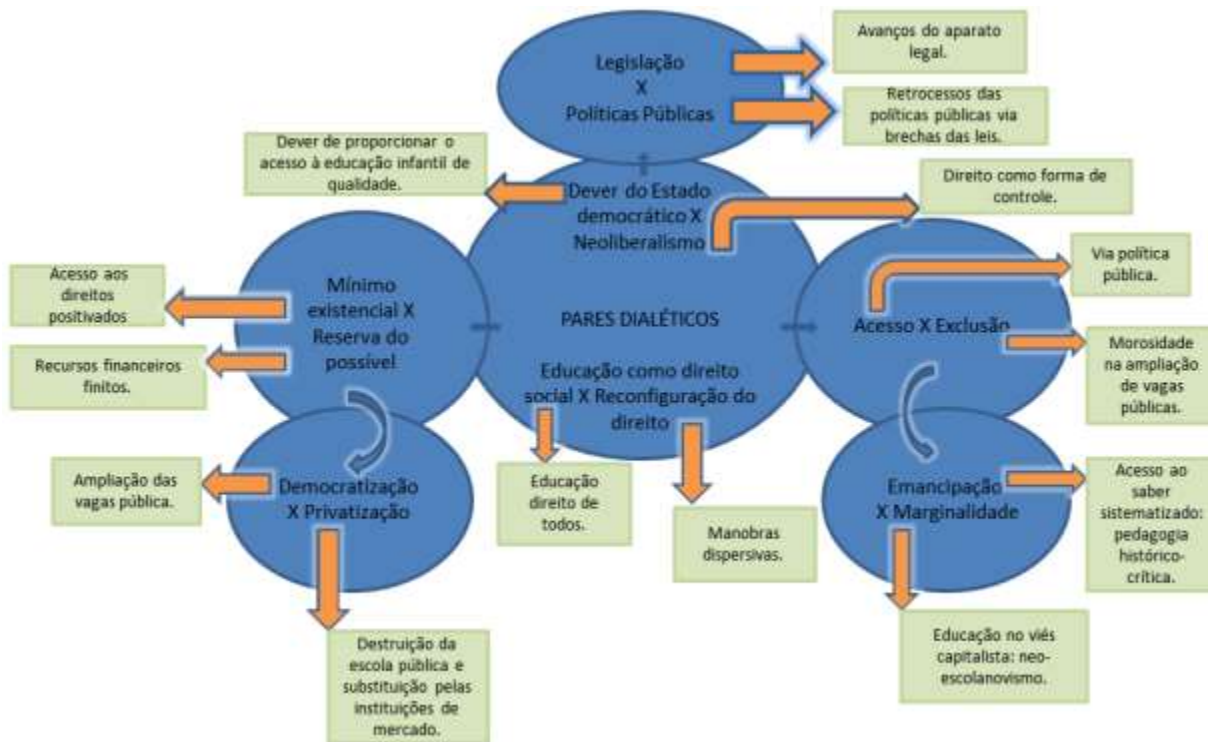 Legislação
X
Políticas Públicas
Avanços do aparato
legal.
Retrocessos das
políticas públicas via
brechas das leis.
Dever de proporcionar o
acesso à educação infantil de
qualidade.
Dever do Estado
democrático X
Neoliberalismo
Direito como forma de
controle.
Mínimo
existencial X
Reserva do
possível
Acesso aos
direitos
positivados
Recursos financeiros
finitos.
PARES DIALÉTICOS
Educação como direito
social X Reconfiguração do
direito
Acesso X Exclusão
Via política
pública.
Morosidade
na ampliação
de vagas
públicas.
Ampliação das
vagas pública.
Democratização
X Privatização
Educação
direito de
todos.
Manobras
dispersivas.
Emancipação
X Marginalidade
Acesso ao
saber
sistematizado:
pedagogia
histórico-
crítica.
Destruição da
escola pública e
substituição pelas
instituições de
mercado.
Educação no viés
capitalista: neo-
escolanovismo.